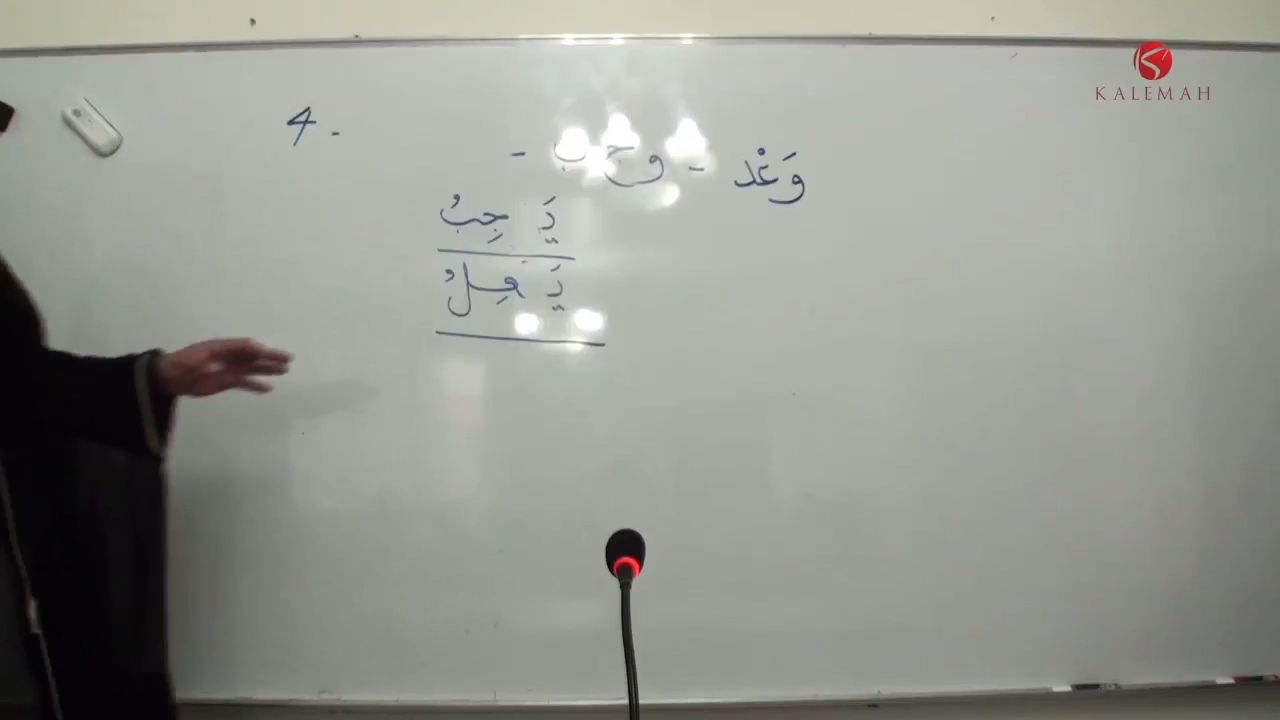 KALEMAH
4 -
وَعْد - وجب -
يَـ جِبُ
يَـ عِلُ